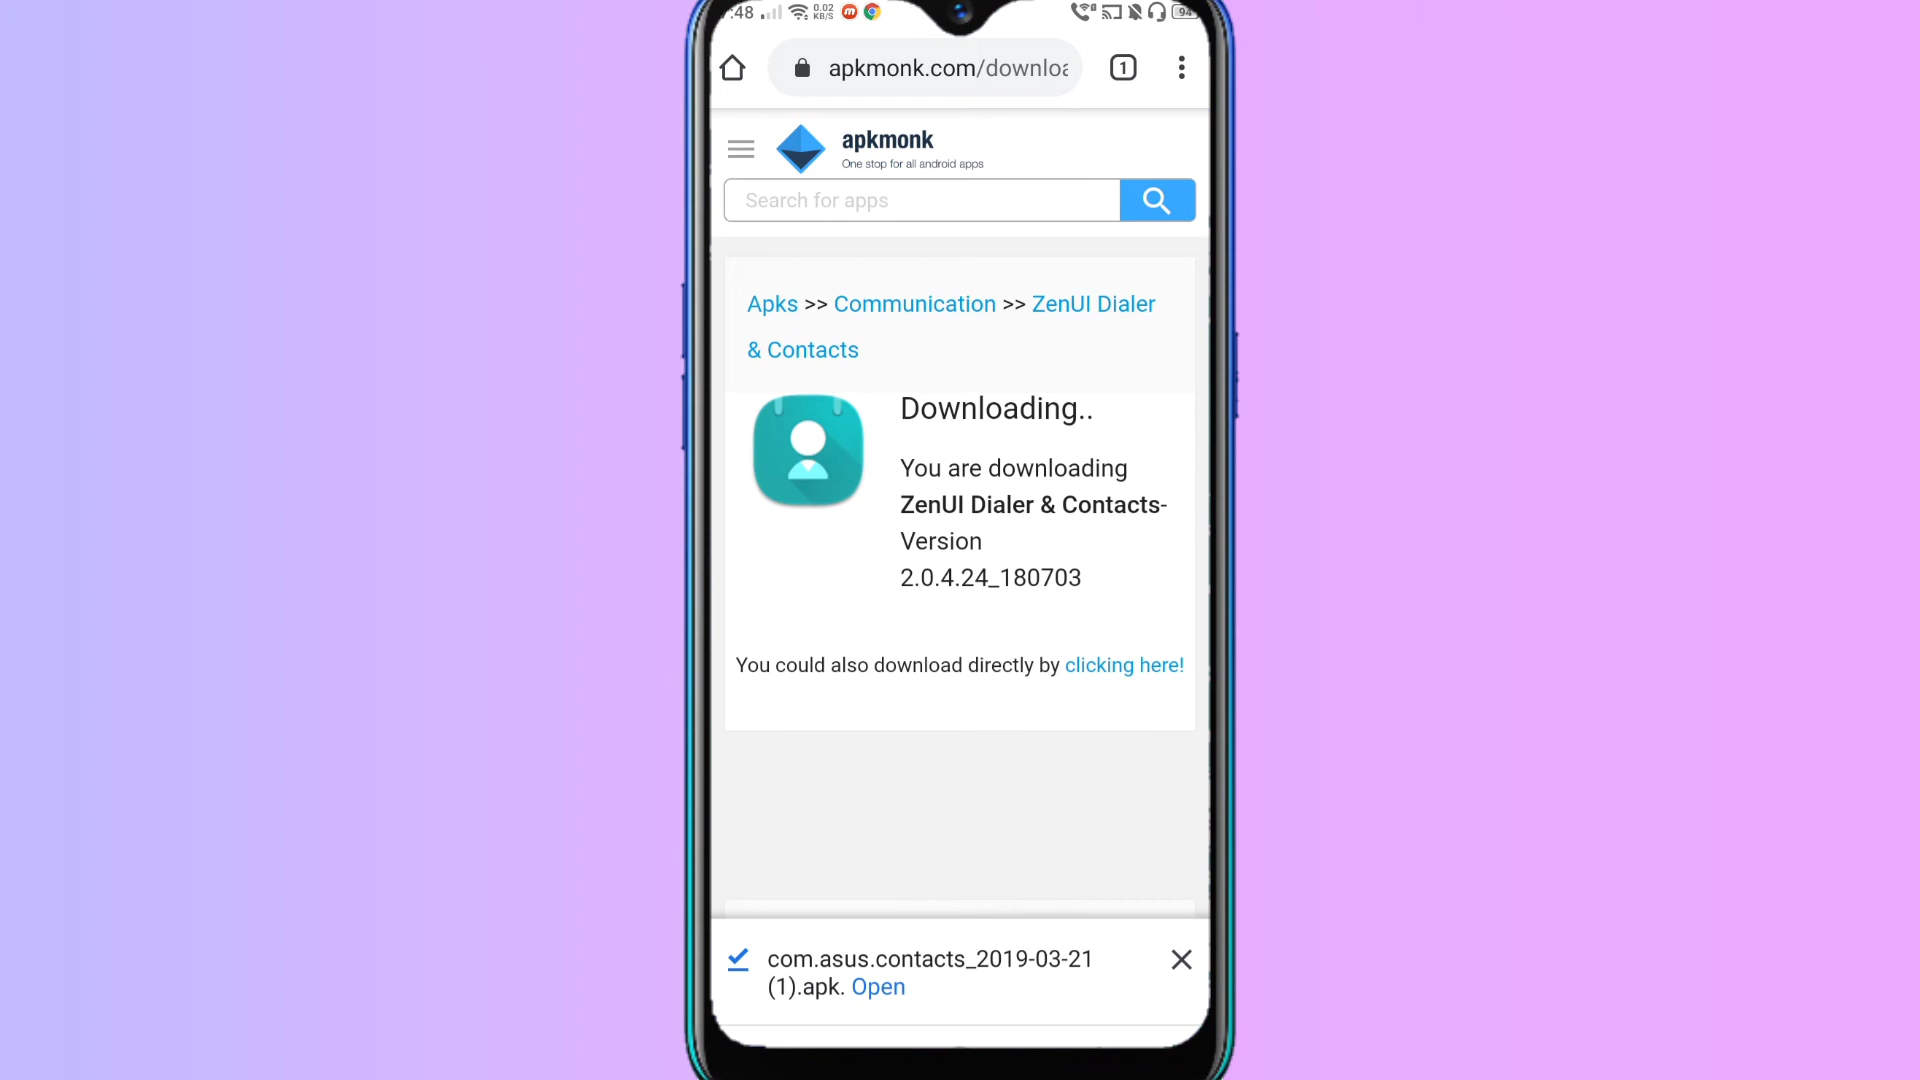 :48 0.02 KB/S 94
apkmonk.com/downloa
1
apkmonk
One stop for all android apps
Search for apps
Apks >> Communication >> ZenUI Dialer
& Contacts
Downloading..
You are downloading
ZenUI Dialer & Contacts-
Version
2.0.4.24_180703
You could also download directly by clicking here!
com.asus.contacts_2019-03-21
(1).apk. Open